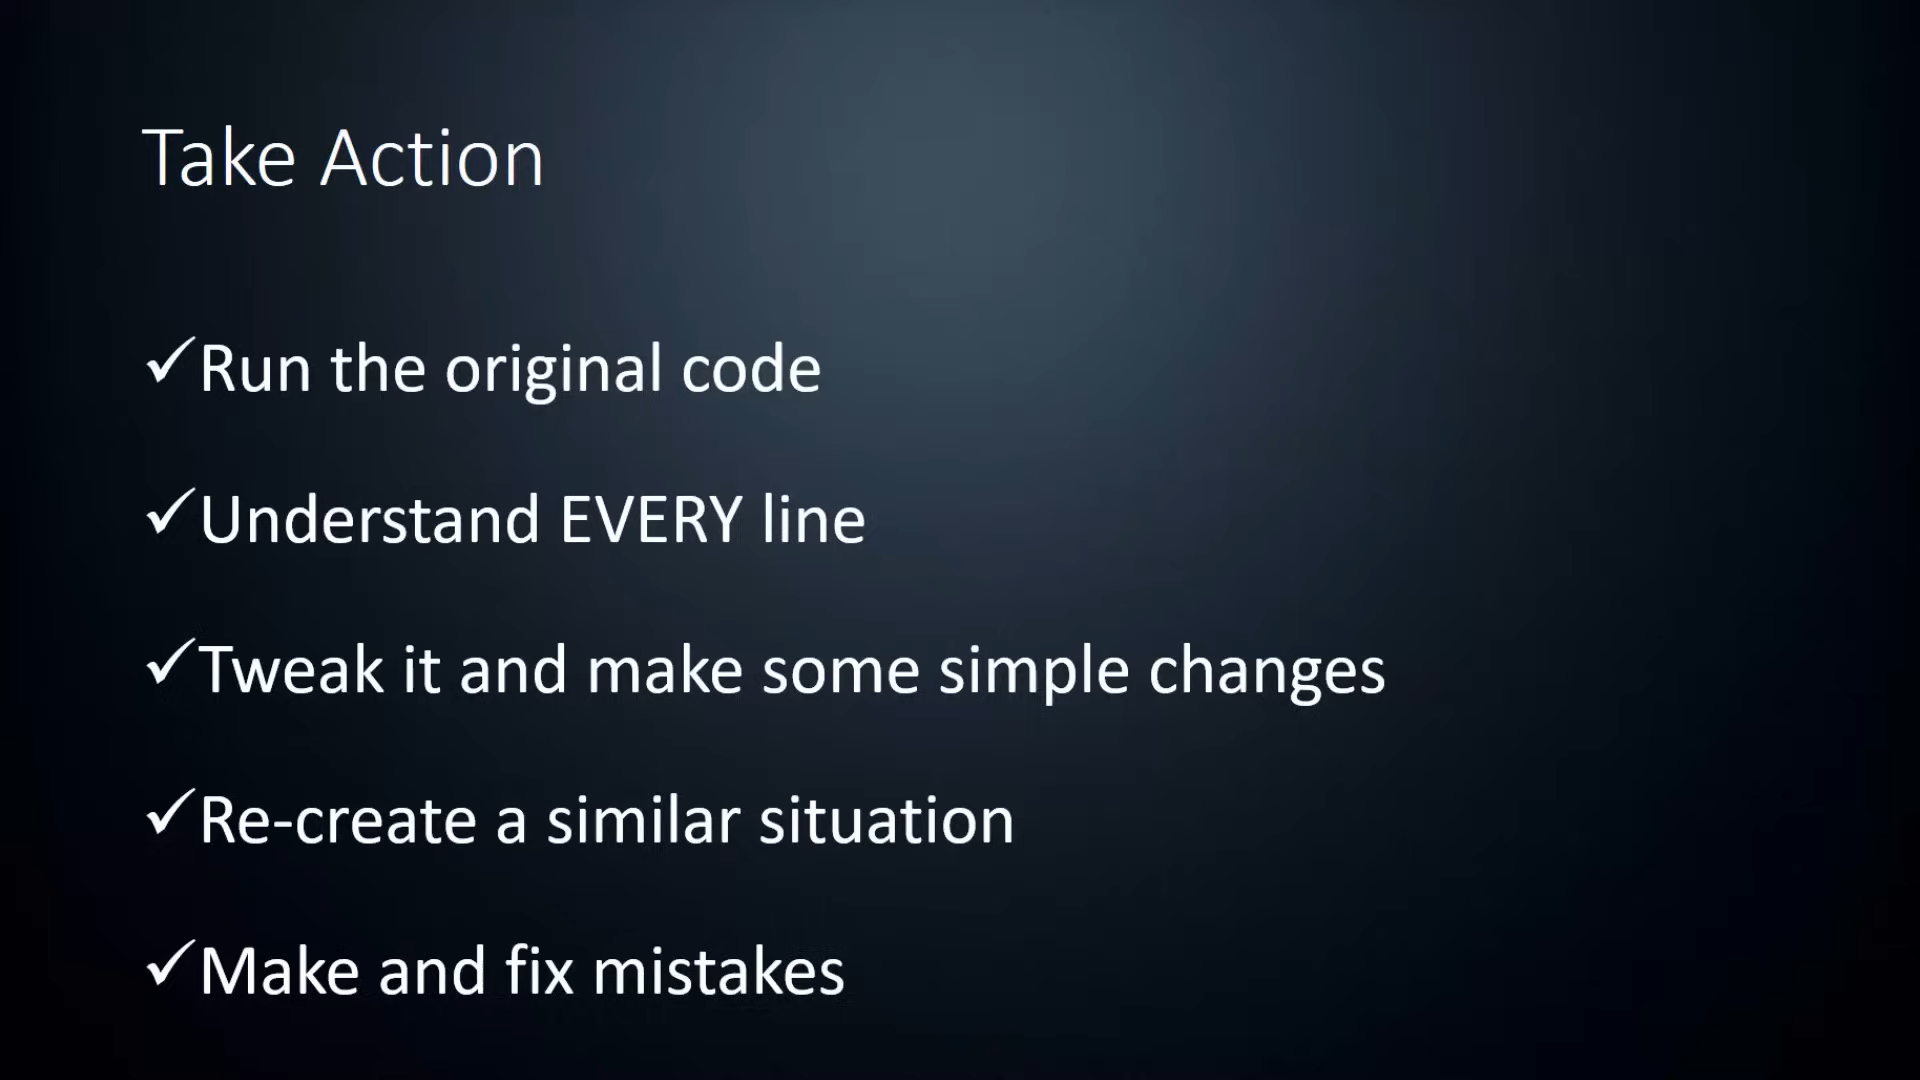 Take Action
✓Run the original code
✓Understand EVERY line
✓Tweak it and make some simple changes
✓Re-create a similar situation
✓Make and fix mistakes